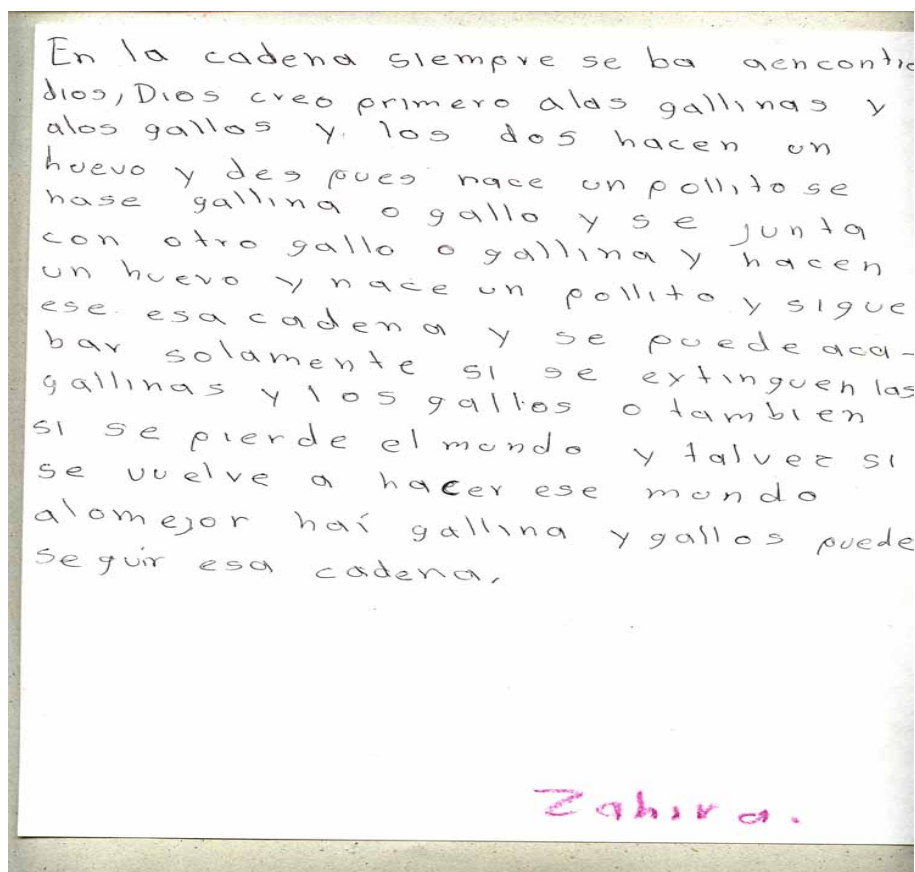 En la cadena siempre se ba aencontr
dios, Dios creo primero alas gallinas y
alos gallos y los dos hacen un
huevo y des pues nace un pollito se
hase gallina o gallo y se junta
con otro gallo o gallina y hacen
un huevo y nace un pollito y sigue
ese esa cadena y se puede aca-
bar solamente si se extinguen las
gallinas y los gallos o tambien
si se pierde el mundo y talvez si
se vuelve a hacer ese mundo
alomejor haí gallina y gallos puede
seguir esa cadena,
Zahira.